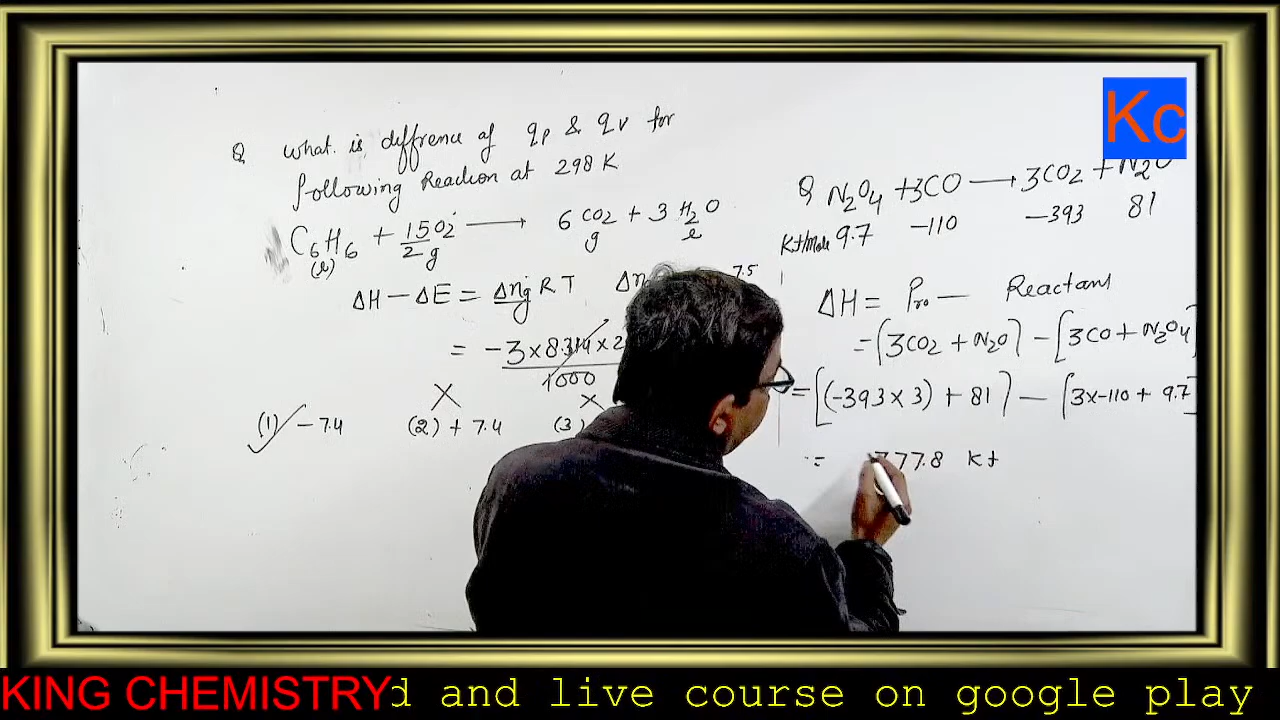 Kc
Q what is diffrence of qp & qv for
following Reaction at 298 K
C6H6 + 15/2 O2 ⟶ 6 CO2 + 3 H2O
(l) g g l
ΔH − ΔE = Δng RT
7.5
= −3 × 8.314 × 2
1000
(1) − 7.4 (2) + 7.4 (3)
Q N2O4 + 3CO ⟶ 3CO2 + N2O
KJ/Mole 9.7 −110 −393 81
ΔH = Pro − Reactans
= [3CO2 + N2O] − [3CO + N2O4]
= [(−393 × 3) + 81] − [3×−110 + 9.7]
= 777.8 KJ
KING CHEMISTRY
d and live course on google play